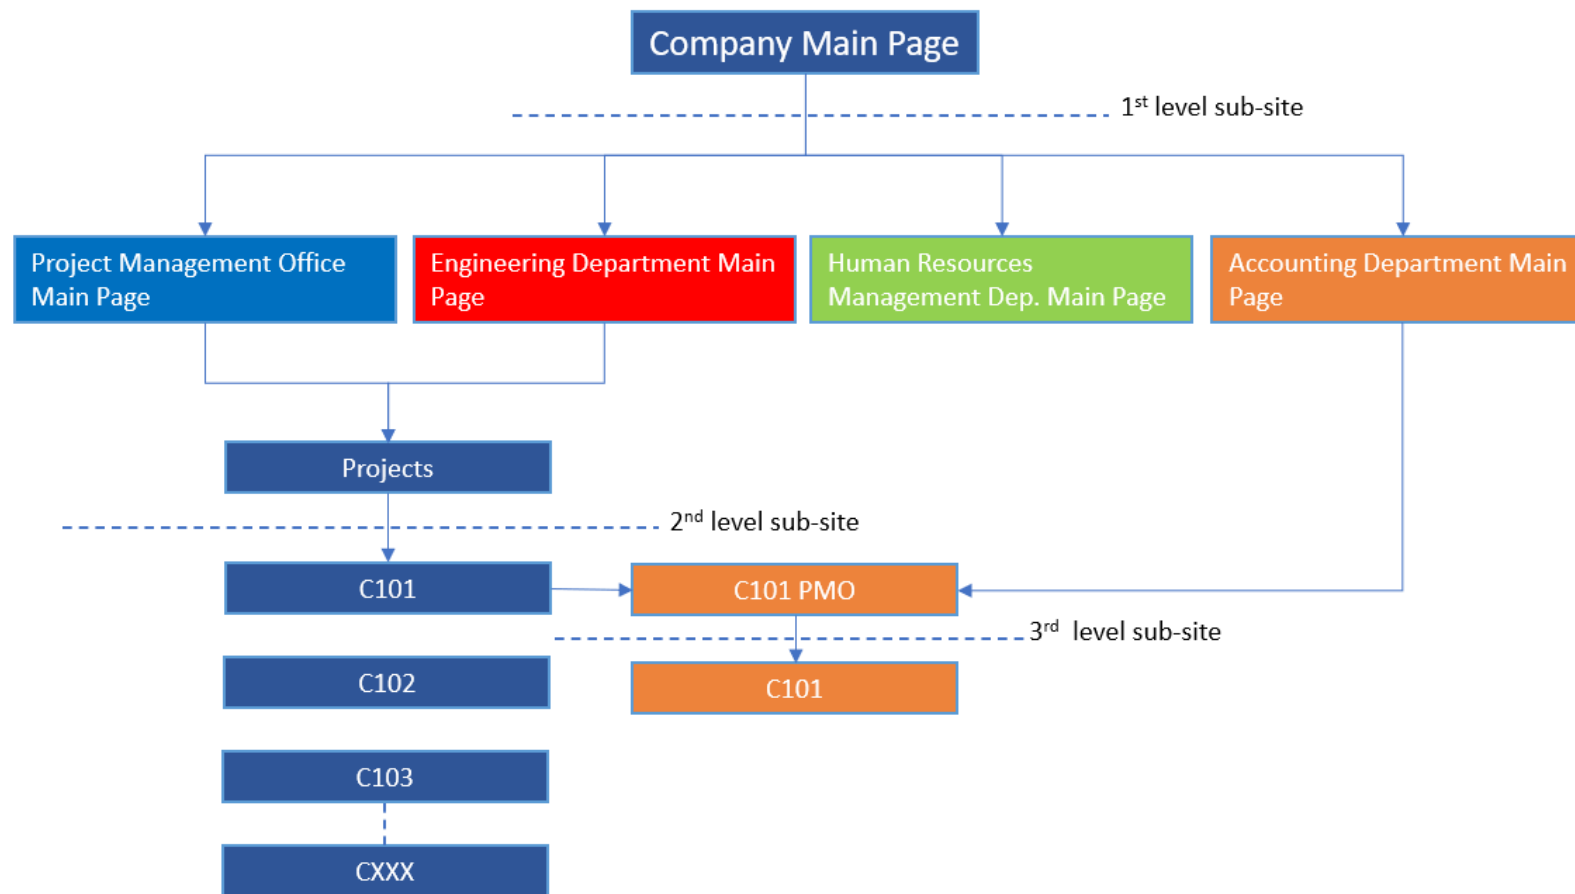 Company Main Page
1st level sub-site
Project Management Office
Main Page
Engineering Department Main
Page
Human Resources
Management Dep. Main Page
Accounting Department Main
Page
Projects
2nd level sub-site
C101
C101 PMO
3rd level sub-site
C102
C101
C103
CXXX